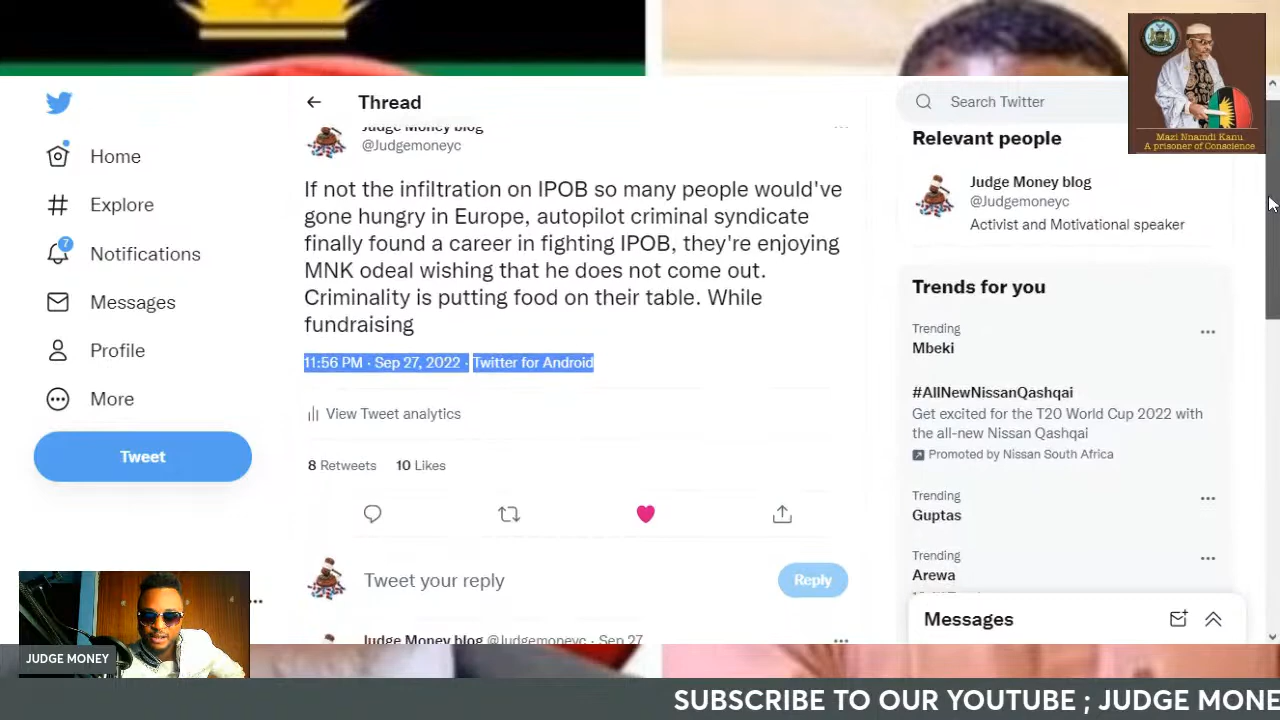 Thread
Judge Money blog
@Judgemoneyc
If not the infiltration on IPOB so many people would've
gone hungry in Europe, autopilot criminal syndicate
finally found a career in fighting IPOB, they're enjoying
MNK odeal wishing that he does not come out.
Criminality is putting food on their table. While
fundraising
11:56 PM · Sep 27, 2022 · Twitter for Android
View Tweet analytics
8 Retweets 10 Likes
Tweet your reply
Reply
Judge Money blog @Judgemoneyc · Sep 27
Home
Explore
7
Notifications
Messages
Profile
More
Tweet
Search Twitter
Relevant people
Judge Money blog
@Judgemoneyc
Activist and Motivational speaker
Trends for you
Trending
Mbeki
#AllNewNissanQashqai
Get excited for the T20 World Cup 2022 with
the all-new Nissan Qashqai
Promoted by Nissan South Africa
Trending
Guptas
Trending
Arewa
Messages
Mazi Nnamdi Kanu
A prisoner of Conscience
JUDGE MONEY
SUBSCRIBE TO OUR YOUTUBE ; JUDGE MONE